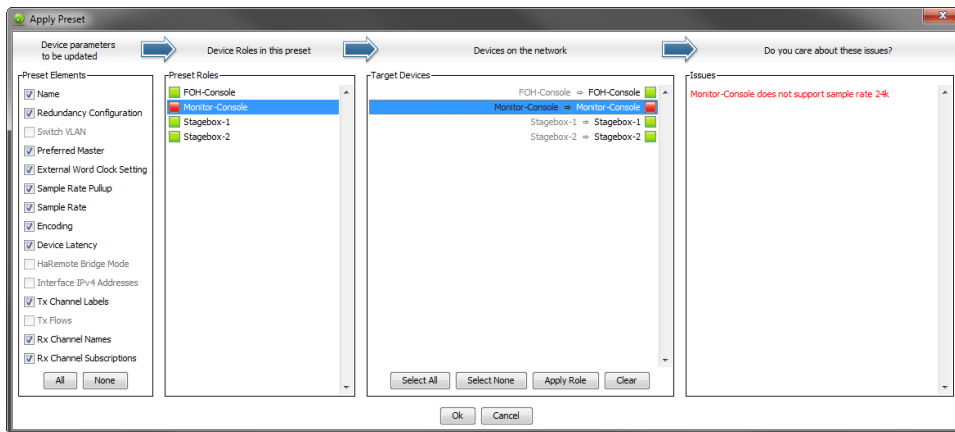 Apply Preset
Device parameters
to be updated
Device Roles in this preset
Devices on the network
Do you care about these issues?
Preset Elements
Name
Redundancy Configuration
Switch VLAN
Preferred Master
External Word Clock Setting
Sample Rate Pullup
Sample Rate
Encoding
Device Latency
HaRemote Bridge Mode
Interface IPv4 Addresses
Tx Channel Labels
Tx Flows
Rx Channel Names
Rx Channel Subscriptions
All None
Preset Roles
FOH-Console
Monitor-Console
Stagebox-1
Stagebox-2
Target Devices
FOH-Console ⇒ FOH-Console
Monitor-Console ⇒ Monitor-Console
Stagebox-1 ⇒ Stagebox-1
Stagebox-2 ⇒ Stagebox-2
Select All Select None Apply Role Clear
Issues
Monitor-Console does not support sample rate 24k
Ok Cancel